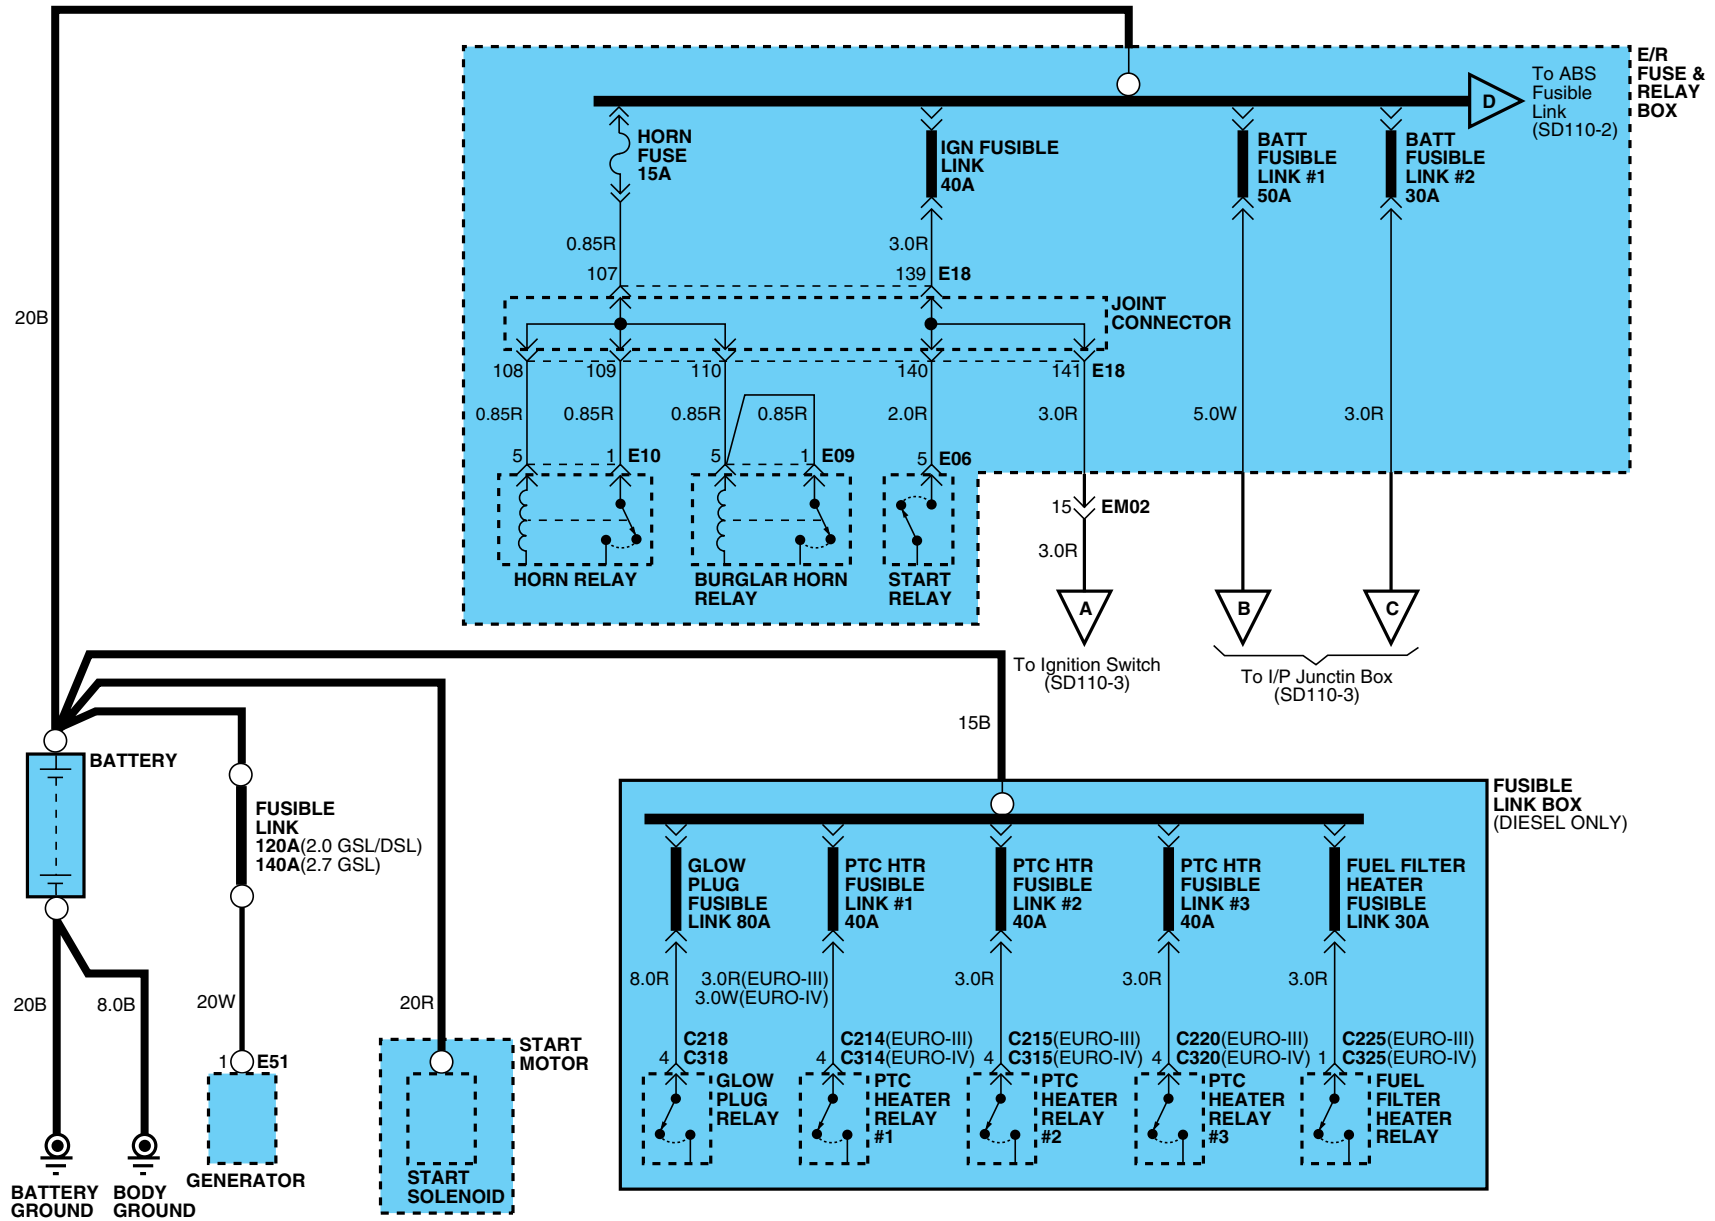 E/R
FUSE &
RELAY
BOX
To ABS
Fusible
Link
(SD110-2)
D
HORN
FUSE
15A
IGN FUSIBLE
LINK
40A
BATT
FUSIBLE
LINK #1
50A
BATT
FUSIBLE
LINK #2
30A
0.85R
3.0R
107
139 E18
JOINT
CONNECTOR
20B
108
109
110
140
141 E18
0.85R
0.85R
0.85R
0.85R
2.0R
3.0R
5.0W
3.0R
5
1 E10
5
1 E09
5 E06
HORN RELAY
BURGLAR HORN
RELAY
START
RELAY
15 EM02
3.0R
A
B
C
To Ignition Switch
(SD110-3)
To I/P Junctin Box
(SD110-3)
15B
BATTERY
FUSIBLE
LINK
120A(2.0 GSL/DSL)
140A(2.7 GSL)
FUSIBLE
LINK BOX
(DIESEL ONLY)
GLOW
PLUG
FUSIBLE
LINK 80A
PTC HTR
FUSIBLE
LINK #1
40A
PTC HTR
FUSIBLE
LINK #2
40A
PTC HTR
FUSIBLE
LINK #3
40A
FUEL FILTER
HEATER
FUSIBLE
LINK 30A
8.0R
3.0R(EURO-III)
3.0W(EURO-IV)
3.0R
3.0R
3.0R
20B
8.0B
20W
20R
C218
4 C318
C214(EURO-III)
4 C314(EURO-IV)
C215(EURO-III)
4 C315(EURO-IV)
C220(EURO-III)
4 C320(EURO-IV)
C225(EURO-III)
1 C325(EURO-IV)
GLOW
PLUG
RELAY
PTC
HEATER
RELAY
#1
PTC
HEATER
RELAY
#2
PTC
HEATER
RELAY
#3
FUEL
FILTER
HEATER
RELAY
1 E51
START
MOTOR
GENERATOR
START
SOLENOID
BATTERY
GROUND
BODY
GROUND